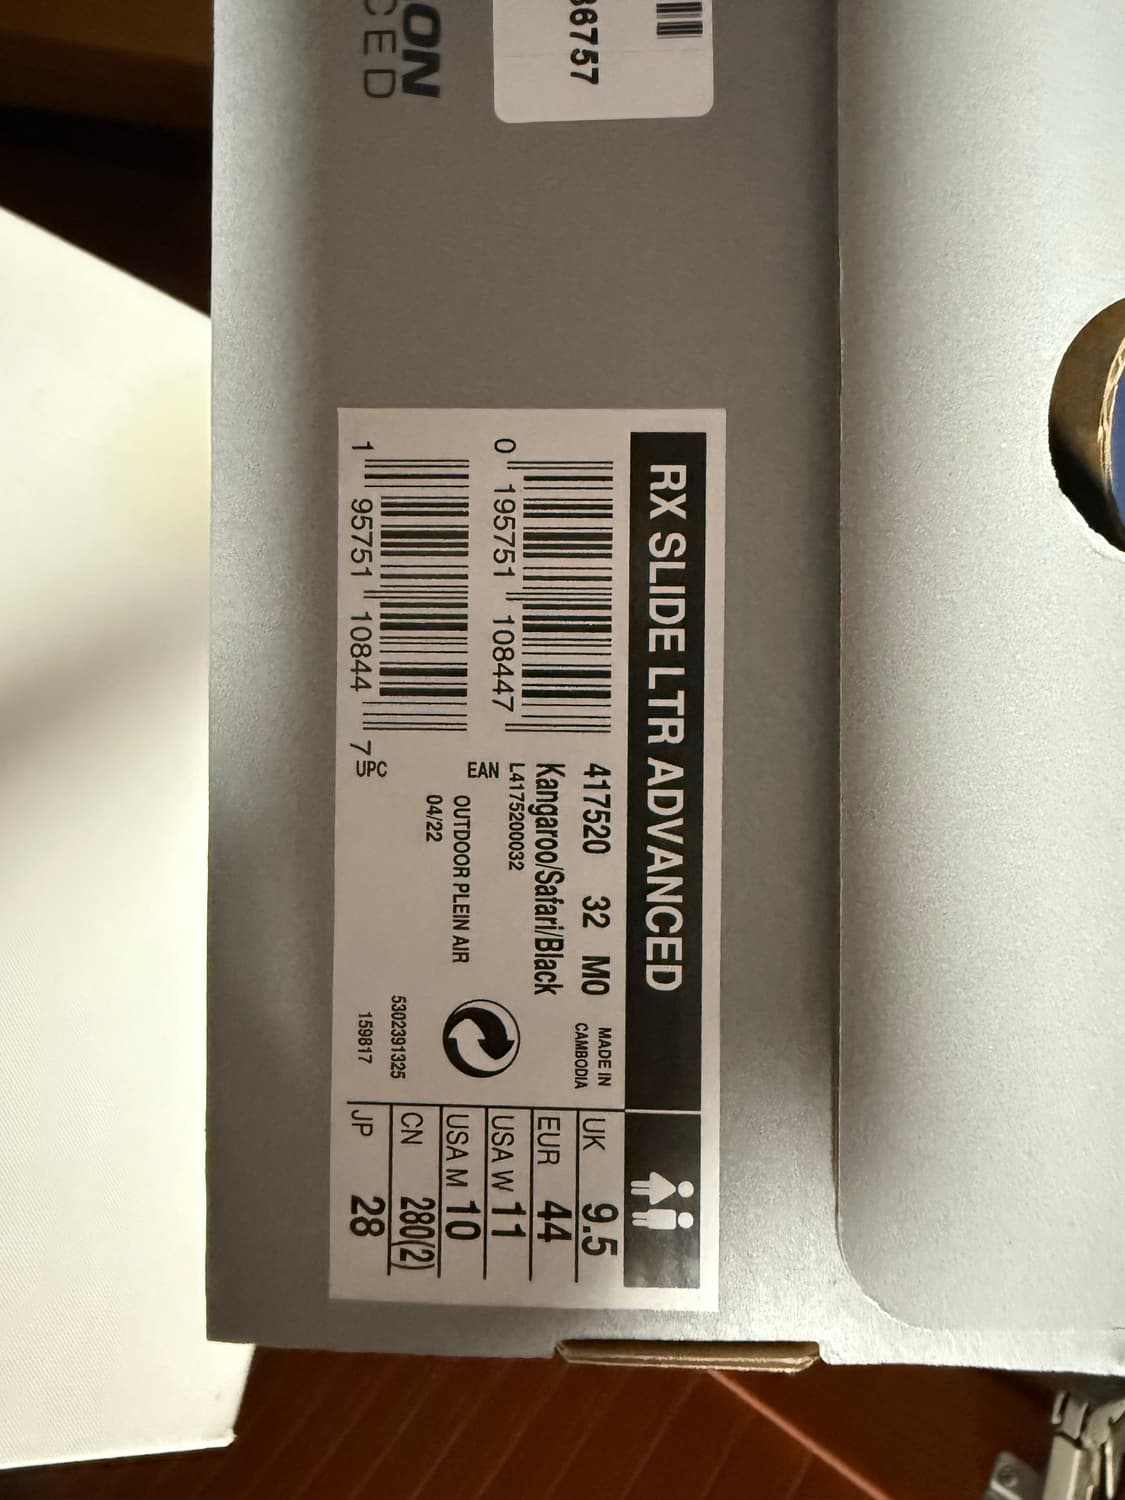 ON
CED
36757
RX SLIDE LTR ADVANCED
0 195751 108447
1 95751 10844 7
UPC
EAN
417520 32 M0
Kangaroo/Safari/Black
L4175200032
OUTDOOR PLEIN AIR
04/22
MADE IN
CAMBODIA
5302391325
159817
UK 9.5
EUR 44
USA W 11
USA M 10
CN 280(2)
JP 28